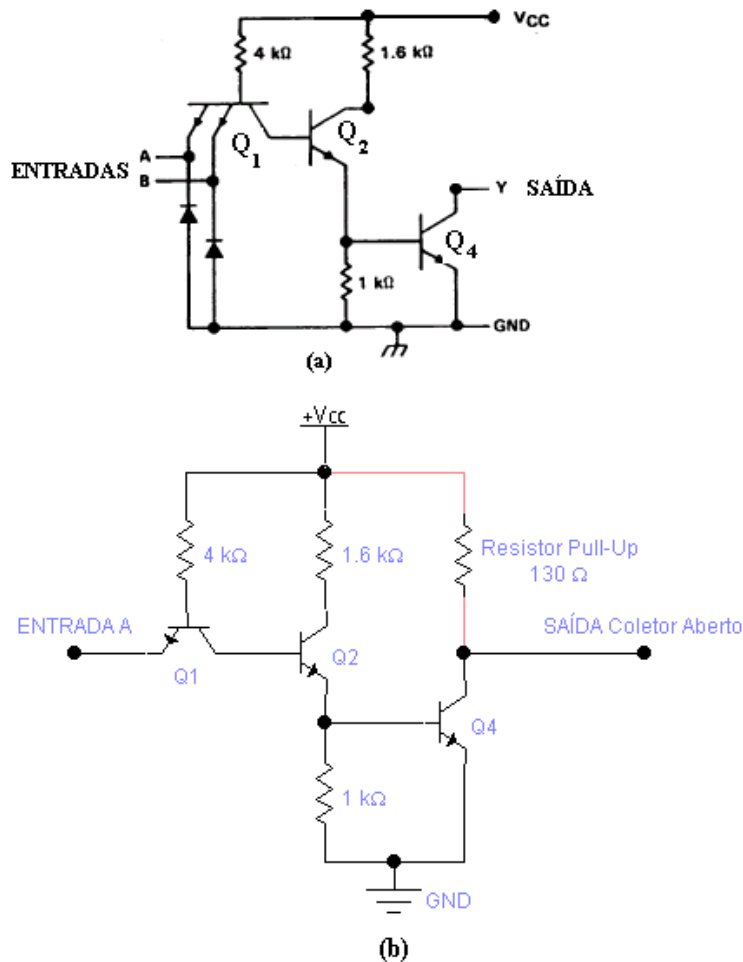 VCC
4 kΩ 1.6 kΩ
Q2
Q1
ENTRADAS A
B
Y SAÍDA
Q4
1 kΩ
GND
(a)
+Vcc
4 kΩ 1.6 kΩ Resistor Pull-Up
130 Ω
ENTRADA A SAÍDA Coletor Aberto
Q1 Q2
Q4
1 kΩ
GND
(b)